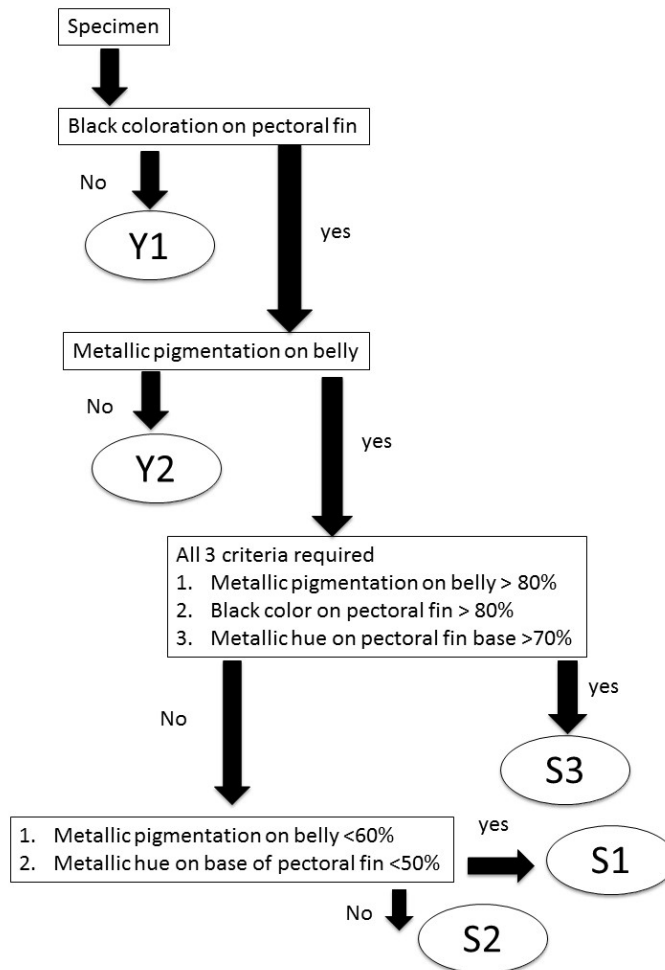 Specimen
Black coloration on pectoral fin
No
yes
Y1
Metallic pigmentation on belly
No
yes
Y2
All 3 criteria required
1. Metallic pigmentation on belly > 80%
2. Black color on pectoral fin > 80%
3. Metallic hue on pectoral fin base >70%
No
yes
S3
1. Metallic pigmentation on belly <60%
2. Metallic hue on base of pectoral fin <50%
yes
S1
No
S2